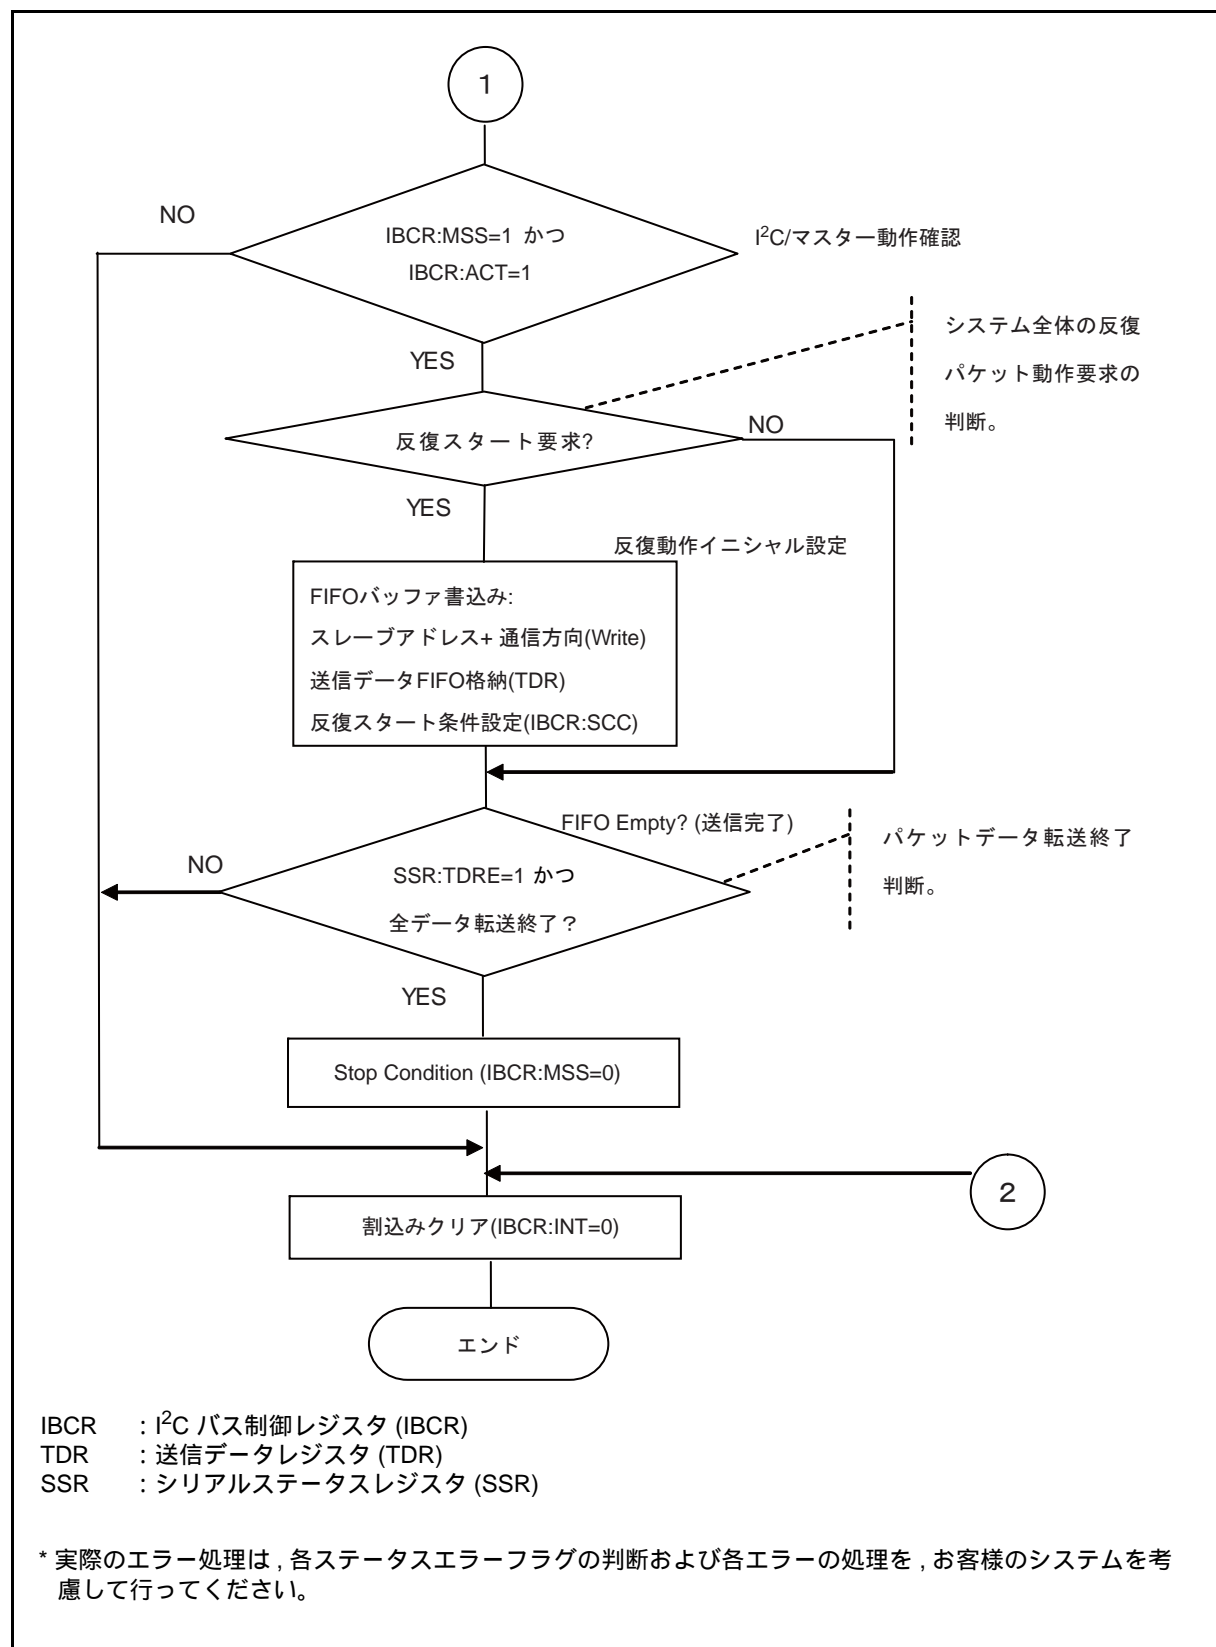 1
NO
IBCR:MSS=1 かつ
IBCR:ACT=1
I²C/マスター動作確認
YES
システム全体の反復
パケット動作要求の
判断。
反復スタート要求?
NO
YES
反復動作イニシャル設定
FIFOバッファ書込み:
スレーブアドレス+ 通信方向(Write)
送信データFIFO格納(TDR)
反復スタート条件設定(IBCR:SCC)
FIFO Empty? (送信完了)
パケットデータ転送終了
判断。
NO
SSR:TDRE=1 かつ
全データ転送終了？
YES
Stop Condition (IBCR:MSS=0)
2
割込みクリア(IBCR:INT=0)
エンド
IBCR : I²C バス制御レジスタ (IBCR)
TDR : 送信データレジスタ (TDR)
SSR : シリアルステータスレジスタ (SSR)
* 実際のエラー処理は , 各ステータスエラーフラグの判断および各エラーの処理を , お客様のシステムを考
慮して行ってください。